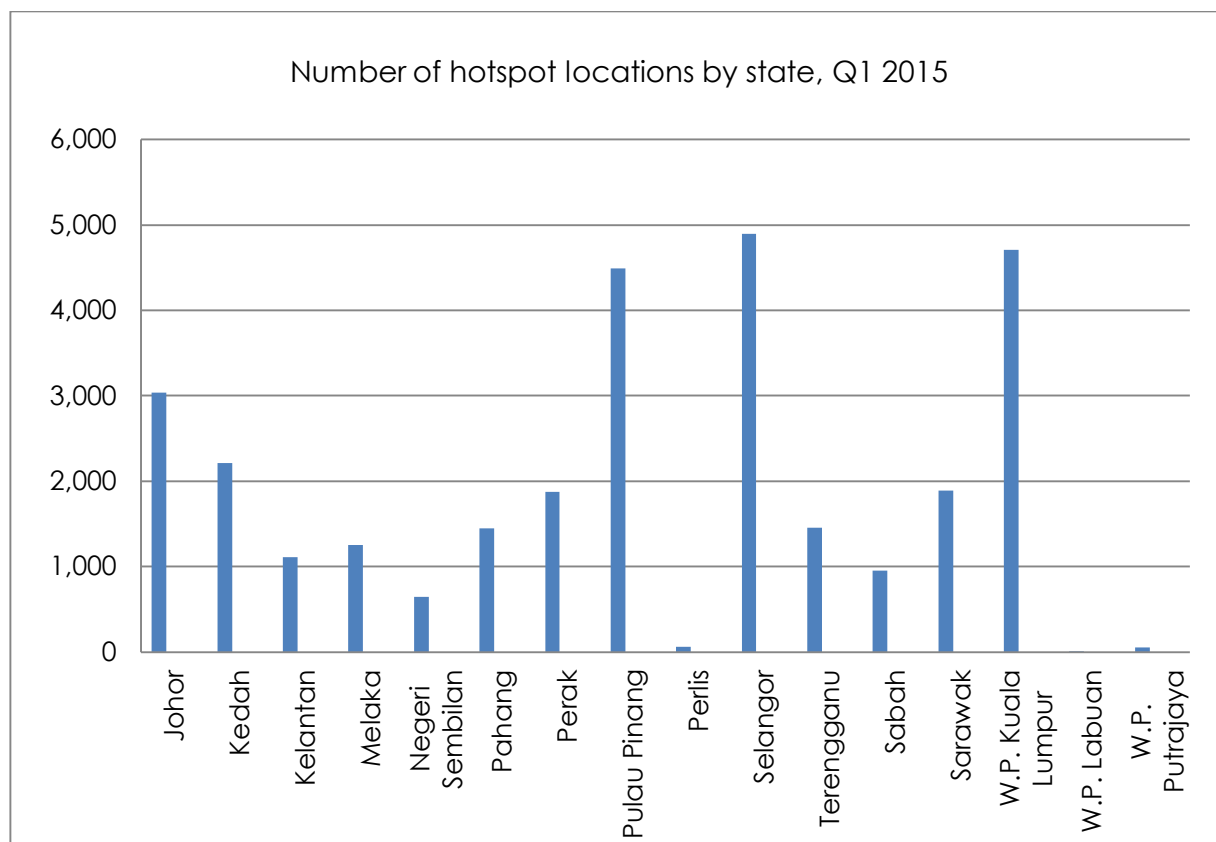 Number of hotspot locations by state, Q1 2015
6,000
5,000
4,000
3,000
2,000
1,000
0
Johor
Kedah
Kelantan
Melaka
Negeri
Sembilan
Pahang
Perak
Pulau Pinang
Perlis
Selangor
Terengganu
Sabah
Sarawak
W.P. Kuala
Lumpur
W.P. Labuan
W.P.
Putrajaya